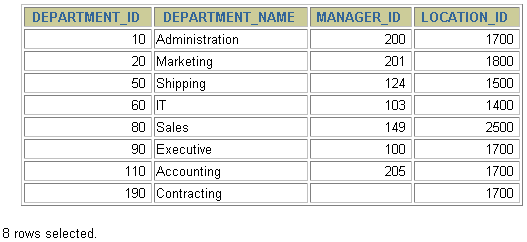 DEPARTMENT_ID DEPARTMENT_NAME MANAGER_ID LOCATION_ID
10 Administration 200 1700
20 Marketing 201 1800
50 Shipping 124 1500
60 IT 103 1400
80 Sales 149 2500
90 Executive 100 1700
110 Accounting 205 1700
190 Contracting 1700
8 rows selected.